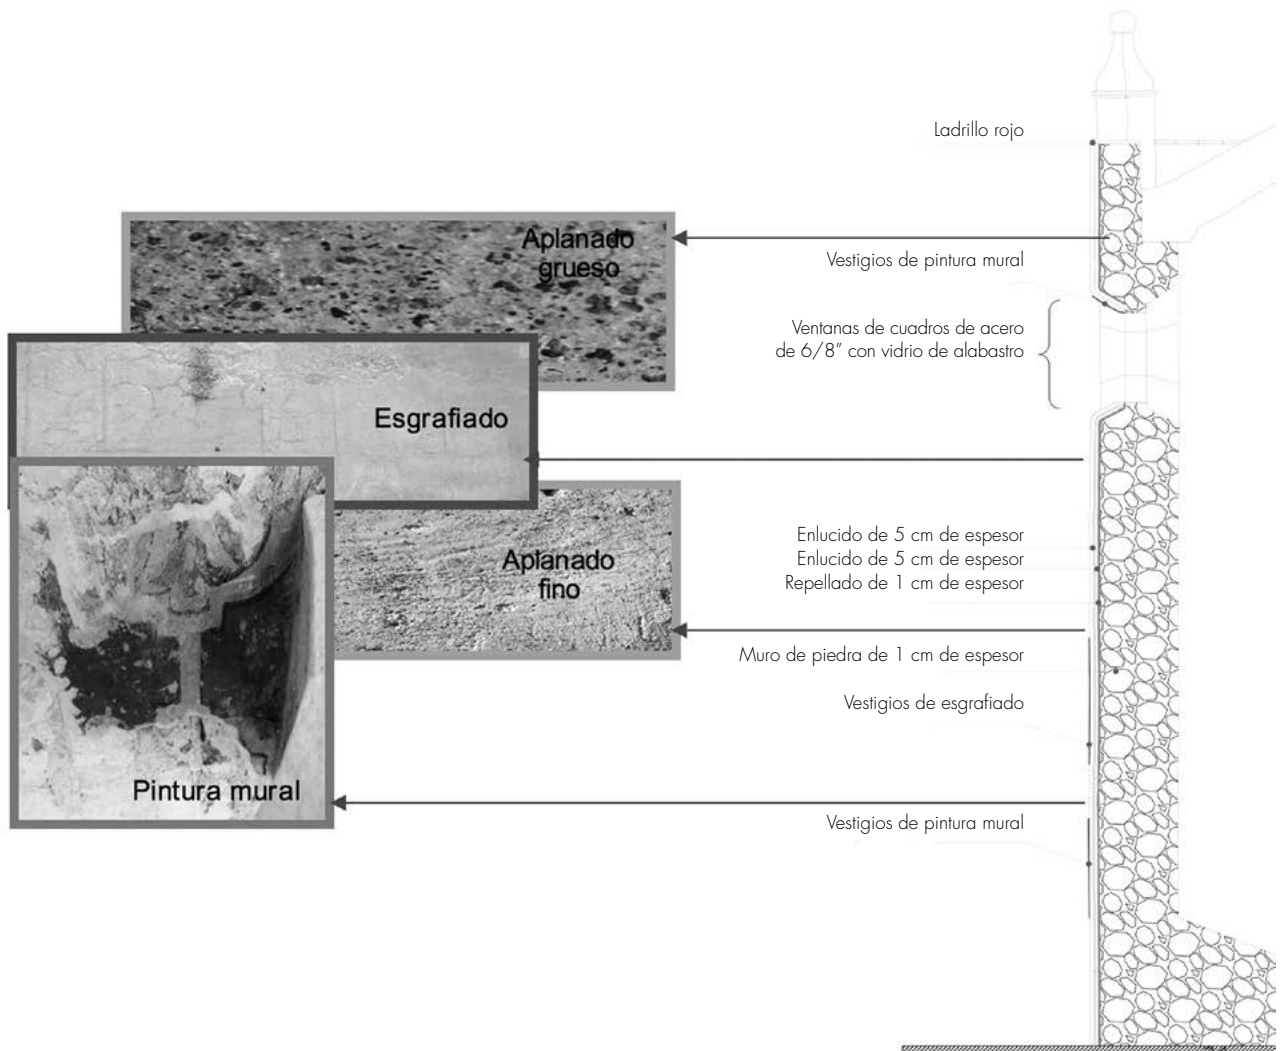 Ladrillo rojo
Aplanado
grueso
Vestigios de pintura mural
Ventanas de cuadros de acero
de 6/8” con vidrio de alabastro
Esgrafiado
Enlucido de 5 cm de espesor
Enlucido de 5 cm de espesor
Repellado de 1 cm de espesor
Aplanado
fino
Muro de piedra de 1 cm de espesor
Vestigios de esgrafiado
Pintura mural
Vestigios de pintura mural